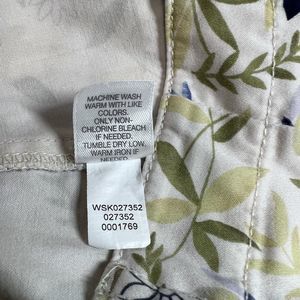 MACHINE WASH
WARM WITH LIKE
COLORS.
ONLY NON-
CHLORINE BLEACH
IF NEEDED.
TUMBLE DRY LOW.
WARM IRON IF
NEEDED
WSK027352
027352
0001769